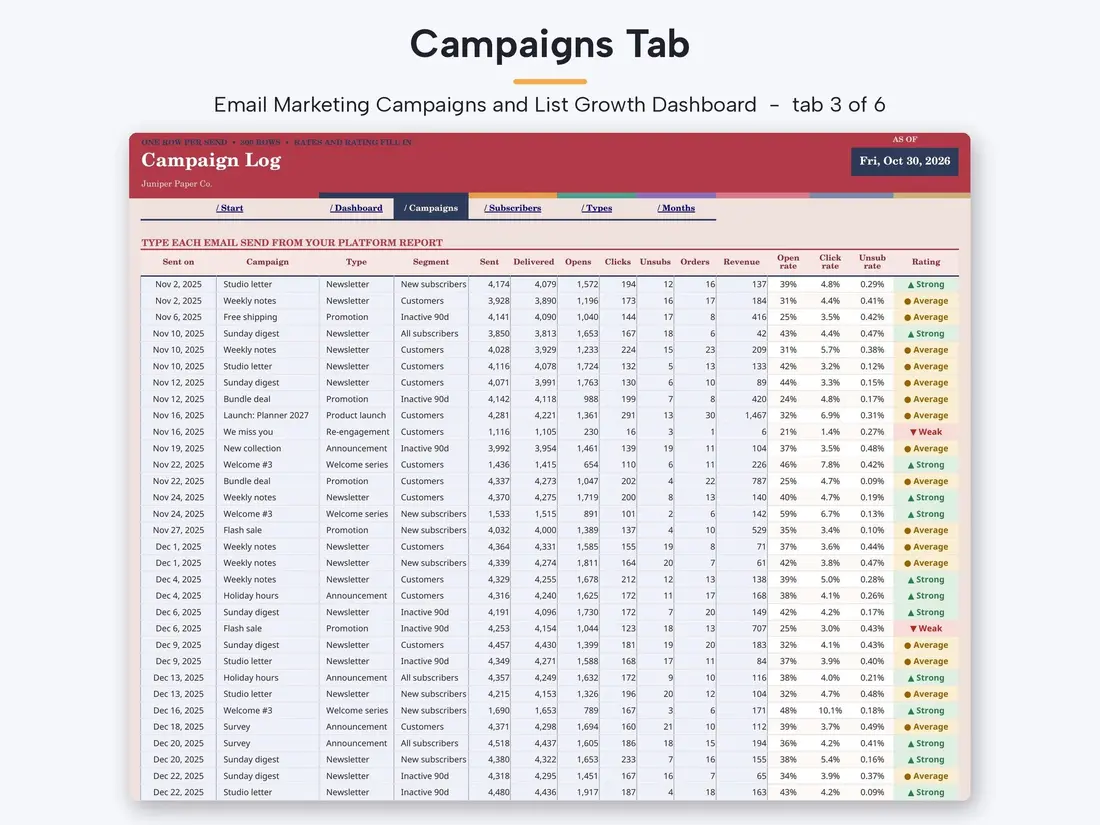 Campaigns Tab
Email Marketing Campaigns and List Growth Dashboard - tab 3 of 6
ONE ROW PER SEND • 300 ROWS • RATES AND RATING FILL IN
AS OF
Campaign Log
Fri, Oct 30, 2026
Juniper Paper Co.
/ Start / Dashboard / Campaigns / Subscribers / Types / Months
TYPE EACH EMAIL SEND FROM YOUR PLATFORM REPORT
Sent on Campaign Type Segment Sent Delivered Opens Clicks Unsubs Orders Revenue Open rate Click rate Unsub rate Rating
Nov 2, 2025 Studio letter Newsletter New subscribers 4,174 4,079 1,572 194 12 16 137 39% 4.8% 0.29% ▲ Strong
Nov 2, 2025 Weekly notes Newsletter Customers 3,928 3,890 1,196 173 16 17 184 31% 4.4% 0.41% ● Average
Nov 6, 2025 Free shipping Promotion Inactive 90d 4,141 4,090 1,040 144 17 8 416 25% 3.5% 0.42% ● Average
Nov 10, 2025 Sunday digest Newsletter All subscribers 3,850 3,813 1,653 167 18 6 42 43% 4.4% 0.47% ▲ Strong
Nov 10, 2025 Weekly notes Newsletter Customers 4,028 3,929 1,233 224 15 23 209 31% 5.7% 0.38% ● Average
Nov 10, 2025 Studio letter Newsletter Customers 4,116 4,078 1,724 132 5 13 133 42% 3.2% 0.12% ● Average
Nov 12, 2025 Sunday digest Newsletter Customers 4,071 3,991 1,763 130 6 10 89 44% 3.3% 0.15% ● Average
Nov 12, 2025 Bundle deal Promotion Inactive 90d 4,142 4,118 988 199 7 8 420 24% 4.8% 0.17% ● Average
Nov 16, 2025 Launch: Planner 2027 Product launch Customers 4,281 4,221 1,361 291 13 30 1,467 32% 6.9% 0.31% ● Average
Nov 16, 2025 We miss you Re-engagement Customers 1,116 1,105 230 16 3 1 6 21% 1.4% 0.27% ▼ Weak
Nov 19, 2025 New collection Announcement Inactive 90d 3,992 3,954 1,461 139 19 11 104 37% 3.5% 0.48% ● Average
Nov 22, 2025 Welcome #3 Welcome series Customers 1,436 1,415 654 110 6 11 226 46% 7.8% 0.42% ▲ Strong
Nov 22, 2025 Bundle deal Promotion Customers 4,337 4,273 1,047 202 4 22 787 25% 4.7% 0.09% ● Average
Nov 24, 2025 Weekly notes Newsletter Customers 4,370 4,275 1,719 200 8 13 140 40% 4.7% 0.19% ▲ Strong
Nov 24, 2025 Welcome #3 Welcome series New subscribers 1,533 1,515 891 101 2 6 142 59% 6.7% 0.13% ▲ Strong
Nov 27, 2025 Flash sale Promotion New subscribers 4,032 4,000 1,389 137 4 10 529 35% 3.4% 0.10% ● Average
Dec 1, 2025 Weekly notes Newsletter Customers 4,364 4,331 1,585 155 19 8 71 37% 3.6% 0.44% ● Average
Dec 1, 2025 Weekly notes Newsletter New subscribers 4,339 4,274 1,811 164 20 7 61 42% 3.8% 0.47% ● Average
Dec 4, 2025 Weekly notes Newsletter Customers 4,329 4,255 1,678 212 12 13 138 39% 5.0% 0.28% ▲ Strong
Dec 4, 2025 Holiday hours Announcement Customers 4,316 4,240 1,625 172 11 17 168 38% 4.1% 0.26% ▲ Strong
Dec 6, 2025 Sunday digest Newsletter Inactive 90d 4,191 4,096 1,730 172 7 20 149 42% 4.2% 0.17% ▲ Strong
Dec 6, 2025 Flash sale Promotion Inactive 90d 4,253 4,154 1,044 123 18 13 707 25% 3.0% 0.43% ▼ Weak
Dec 9, 2025 Sunday digest Newsletter Customers 4,457 4,430 1,399 181 19 20 183 32% 4.1% 0.43% ● Average
Dec 9, 2025 Studio letter Newsletter Inactive 90d 4,349 4,271 1,588 168 17 11 84 37% 3.9% 0.40% ● Average
Dec 13, 2025 Holiday hours Announcement All subscribers 4,357 4,249 1,632 172 9 10 116 38% 4.0% 0.21% ▲ Strong
Dec 13, 2025 Studio letter Newsletter New subscribers 4,215 4,153 1,326 196 20 12 104 32% 4.7% 0.48% ● Average
Dec 16, 2025 Welcome #3 Welcome series New subscribers 1,690 1,653 789 167 3 6 171 48% 10.1% 0.18% ▲ Strong
Dec 18, 2025 Survey Announcement Customers 4,371 4,298 1,694 160 21 10 112 39% 3.7% 0.49% ● Average
Dec 20, 2025 Survey Announcement All subscribers 4,518 4,437 1,605 186 18 15 194 36% 4.2% 0.41% ▲ Strong
Dec 20, 2025 Sunday digest Newsletter New subscribers 4,380 4,322 1,653 233 7 16 155 38% 5.4% 0.16% ▲ Strong
Dec 22, 2025 Sunday digest Newsletter Inactive 90d 4,318 4,295 1,451 167 16 7 65 34% 3.9% 0.37% ● Average
Dec 22, 2025 Studio letter Newsletter Inactive 90d 4,480 4,436 1,917 187 4 18 163 43% 4.2% 0.09% ▲ Strong